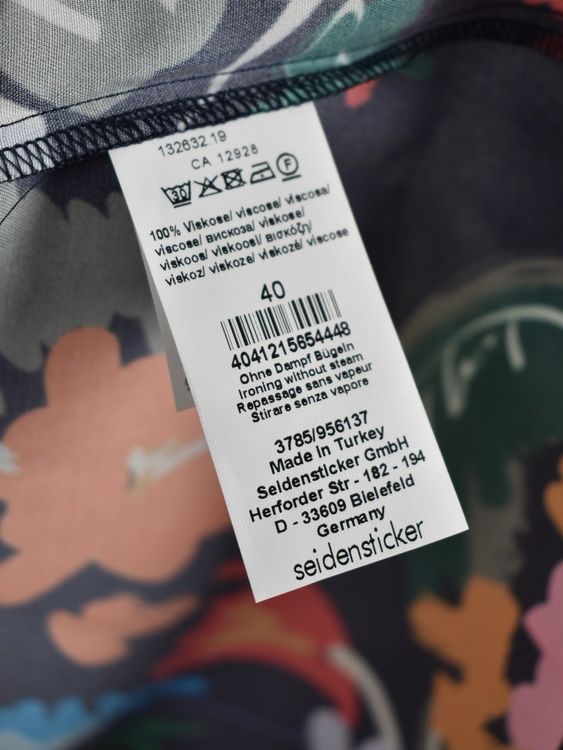 132632.19
CA 12928
30 F
100% Viskose/ viscose/ viscosa/
viscose/ вискоза/ viskose/
viskoos/ viskoosi/ βισκόζη/
viskoz/ viskoze/ viskozė/ viscose
40
4041215654448
Ohne Dampf Bügeln
Ironing without steam
Repassage sans vapeur
Stirare senza vapore
3785/956137
Made in Turkey
Seidensticker GmbH
Herforder Str - 182 - 194
D - 33609 Bielefeld
Germany
seidensticker